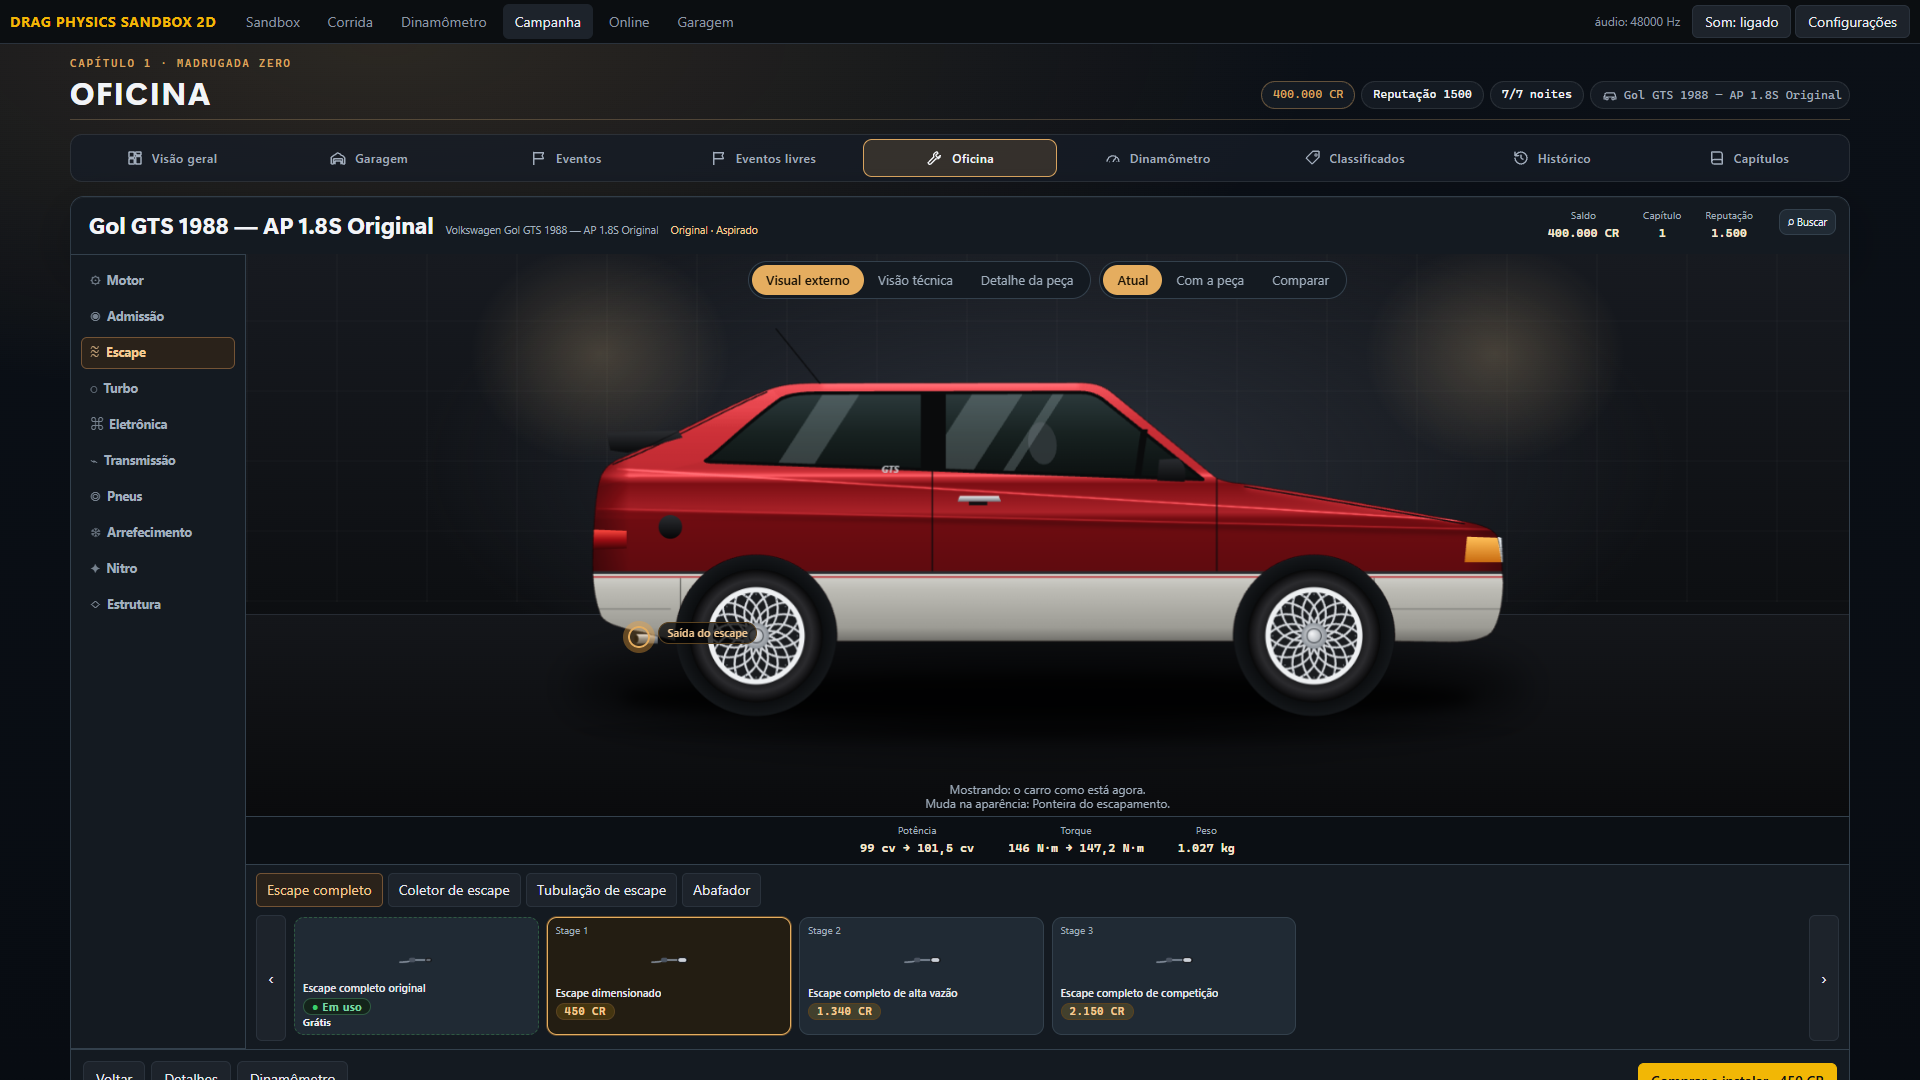 DRAG PHYSICS SANDBOX 2D Sandbox Corrida Dinamômetro Campanha Online Garagem áudio: 48000 Hz Som: ligado Configurações
CAPÍTULO 1 · MADRUGADA ZERO
OFICINA
400.000 CR Reputação 1500 7/7 noites Gol GTS 1988 — AP 1.8S Original
Visão geral Garagem Eventos Eventos livres Oficina Dinamômetro Classificados Histórico Capítulos
Gol GTS 1988 — AP 1.8S Original Volkswagen Gol GTS 1988 — AP 1.8S Original Original · Aspirado
Saldo Capítulo Reputação
400.000 CR 1 1.500
Buscar
Motor
Admissão
Escape
Turbo
Eletrônica
Transmissão
Pneus
Arrefecimento
Nitro
Estrutura
Visual externo Visão técnica Detalhe da peça Atual Com a peça Comparar
GTS
Saída do escape
Mostrando: o carro como está agora.
Muda na aparência: Ponteira do escapamento.
Potência Torque Peso
99 cv → 101,5 cv 146 N·m → 147,2 N·m 1.027 kg
Escape completo Coletor de escape Tubulação de escape Abafador
‹
Escape completo original
Em uso
Grátis
Stage 1
Escape dimensionado
450 CR
Stage 2
Escape completo de alta vazão
1.340 CR
Stage 3
Escape completo de competição
2.150 CR
›
Voltar Detalhes Dinamômetro Comprar e instalar · 450 CR